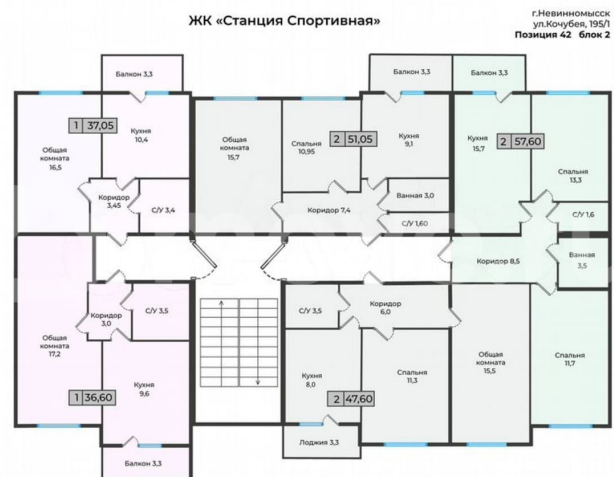 ЖК «Станция Спортивная»
г.Невинномысск
ул.Кочубея, 195/1
Позиция 42 блок 2
Балкон 3,3
Балкон 3,3
Балкон 3,3
1 37,05
Кухня
10,4
Общая
комната
16,5
Коридор
3,45
С/У 3,4
Общая
комната
15,7
Спальня
10,95
2 51,05
Кухня
9,1
Ванная 3,0
Коридор 7,4
С/У 1,60
Кухня
15,7
2 57,60
Спальня
13,3
С/У 1,6
Коридор 8,5
Ванная
3,5
Спальня
11,7
Общая
комната
17,2
Коридор
3,0
С/У 3,5
1 36,60
Кухня
9,6
Балкон 3,3
С/У 3,5
Коридор
6,0
Кухня
8,0
Спальня
11,3
2 47,60
Общая
комната
15,5
Лоджия 3,3